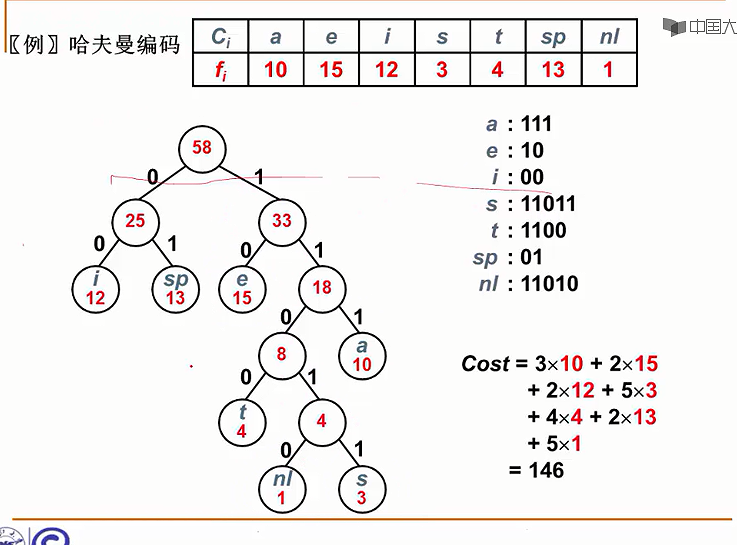 中国大
〖例〗哈夫曼编码
Ci a e i s t sp nl
fi 10 15 12 3 4 13 1
58
0 1
25 33
0 1 0 1
i 12 sp 13 e 15 18
0 1
8 a 10
0 1
t 4 4
0 1
nl 1 s 3
a : 111
e : 10
i : 00
s : 11011
t : 1100
sp : 01
nl : 11010
Cost = 3×10 + 2×15
+ 2×12 + 5×3
+ 4×4 + 2×13
+ 5×1
= 146